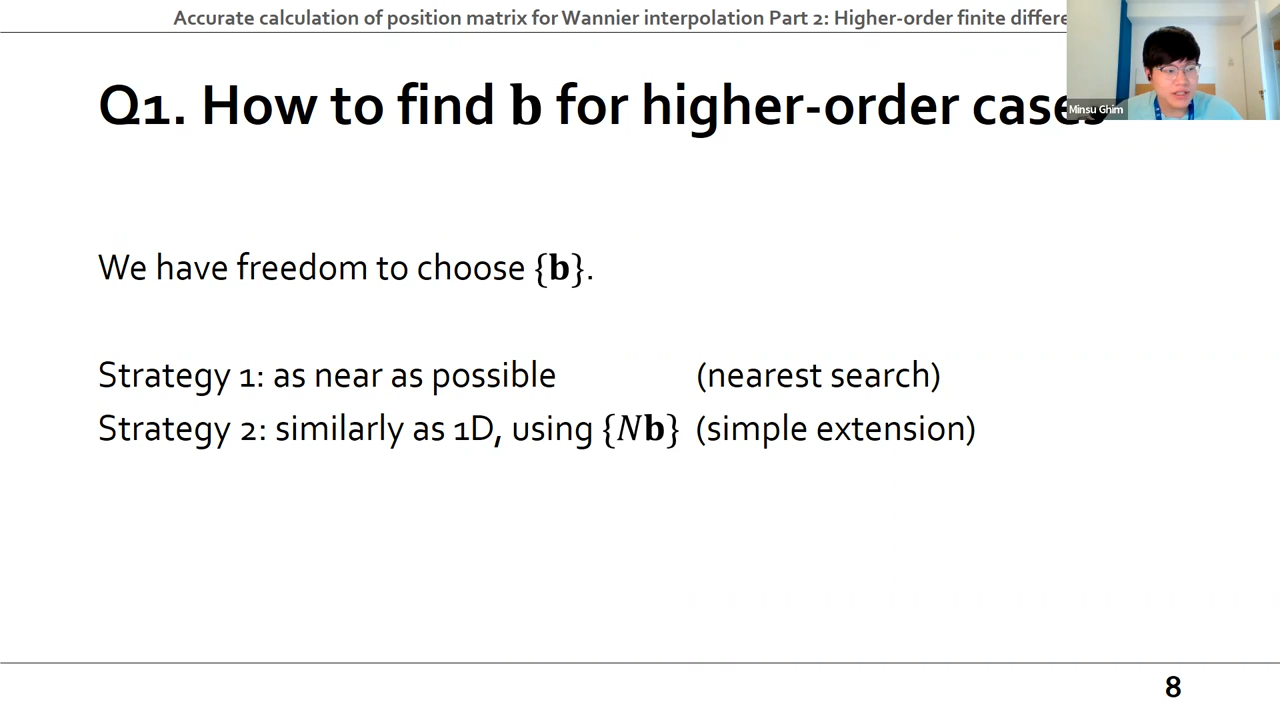 Accurate calculation of position matrix for Wannier interpolation Part 2: Higher-order finite differe
Minsu Ghim
Q1. How to find b for higher-order cases
We have freedom to choose {b}.
Strategy 1: as near as possible (nearest search)
Strategy 2: similarly as 1D, using {Nb} (simple extension)
8